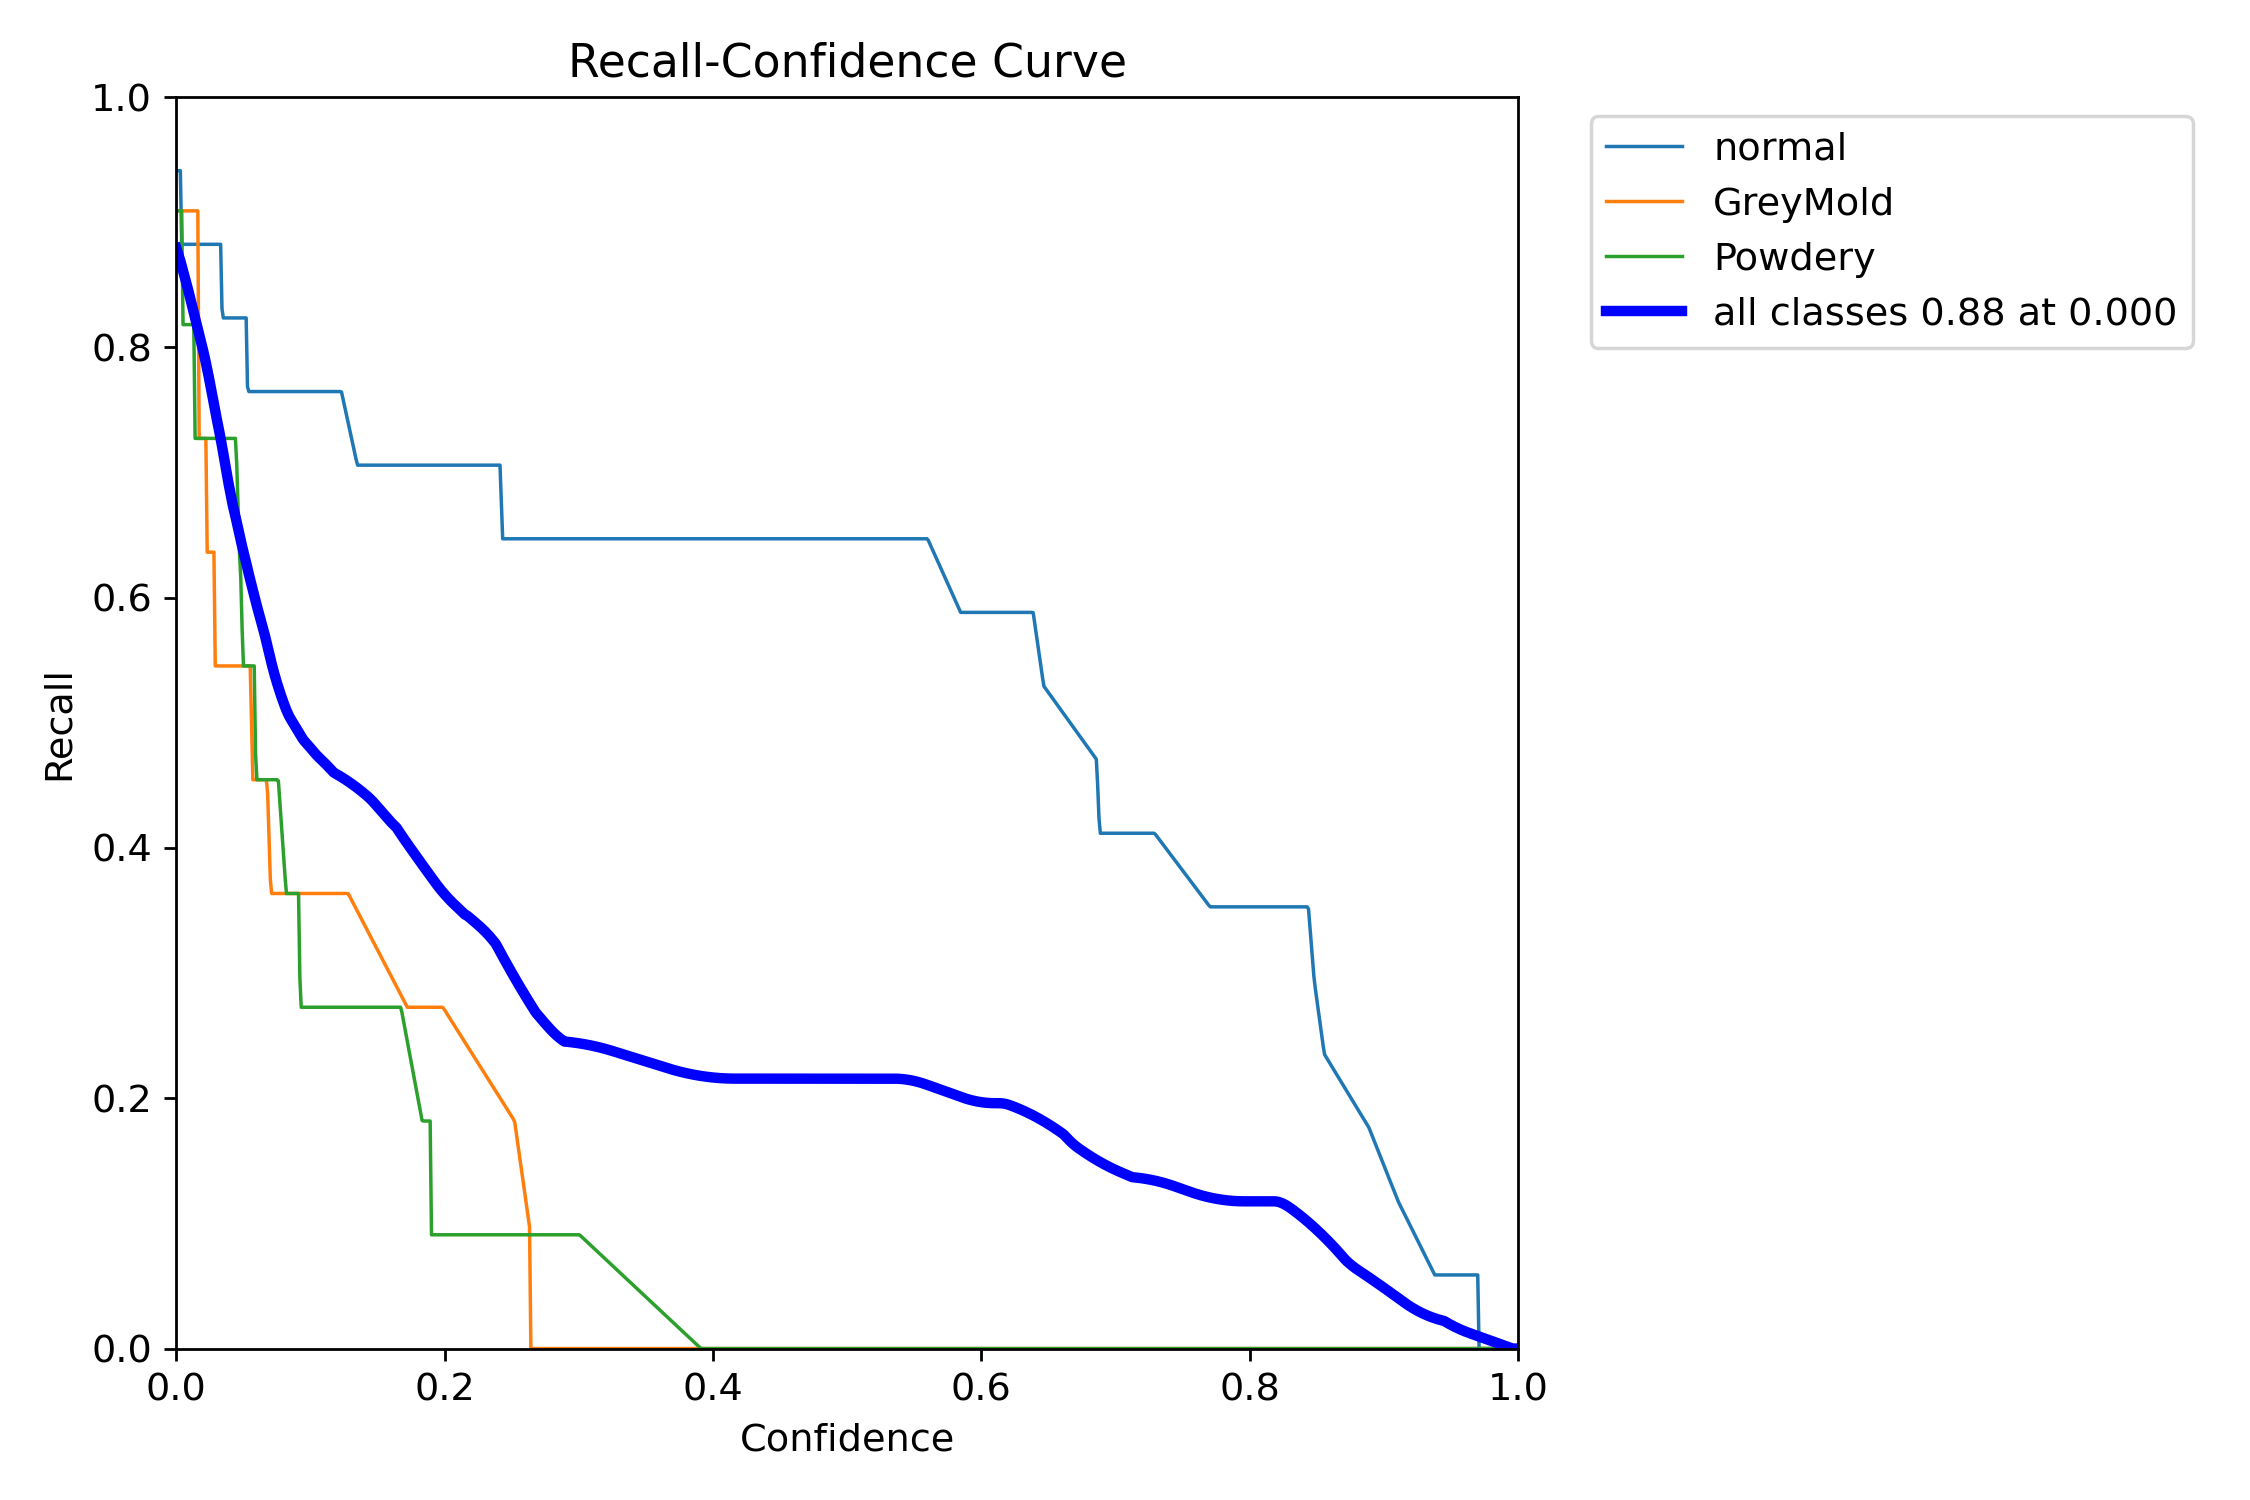 Recall-Confidence Curve
1.0
0.8
0.6
0.4
0.2
0.0
Recall
0.0 0.2 0.4 0.6 0.8 1.0
Confidence
normal
GreyMold
Powdery
all classes 0.88 at 0.000